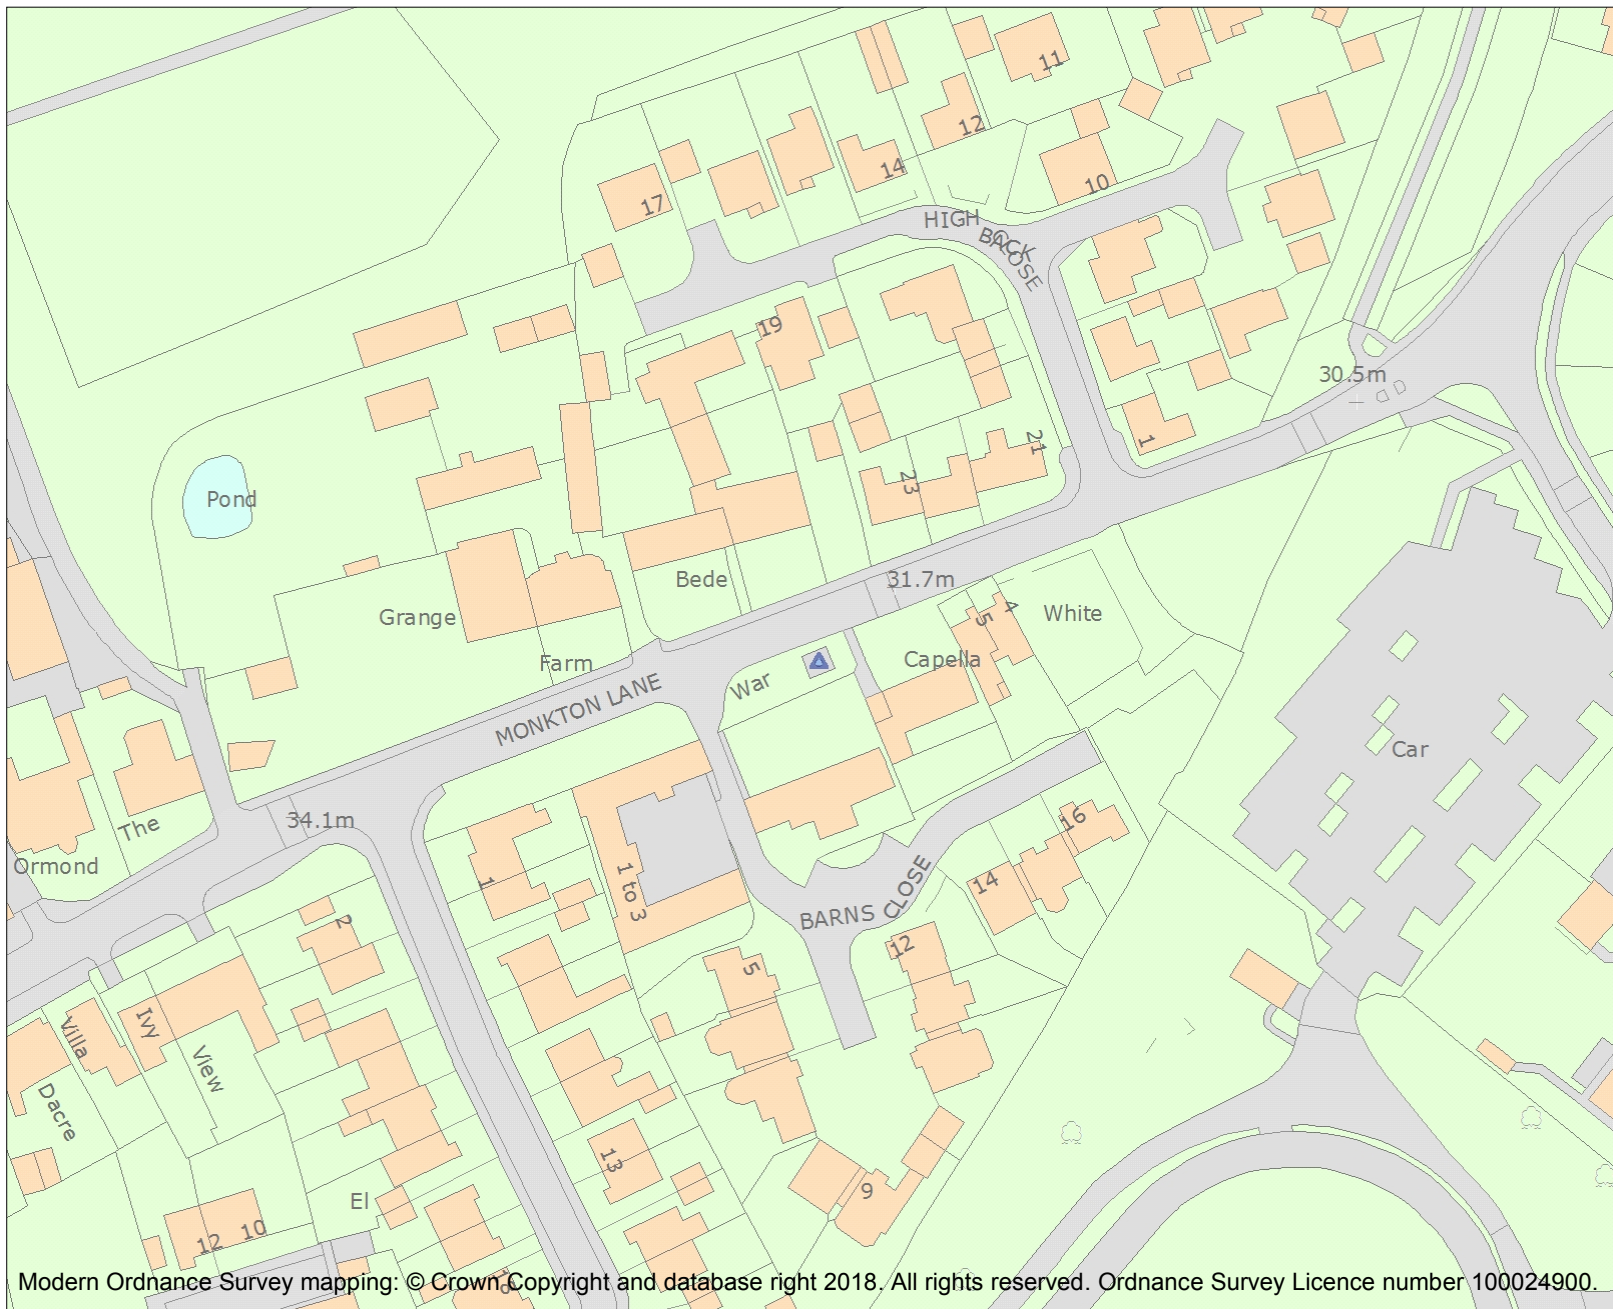 11
12
14
10
17
HIGH
BACK
CLOSE
19
30.5m
1
21
23
Pond
31.7m
Bede
4
5
White
Grange
Farm
Capella
War
MONKTON LANE
Car
34.1m
The
Ormond
16
1
1 to 3
14
BARNS CLOSE
2
12
5
Ivy
Villa
View
Dacre
13
El
9
12
10
Modern Ordnance Survey mapping: © Crown Copyright and database right 2018. All rights reserved. Ordnance Survey Licence number 100024900.